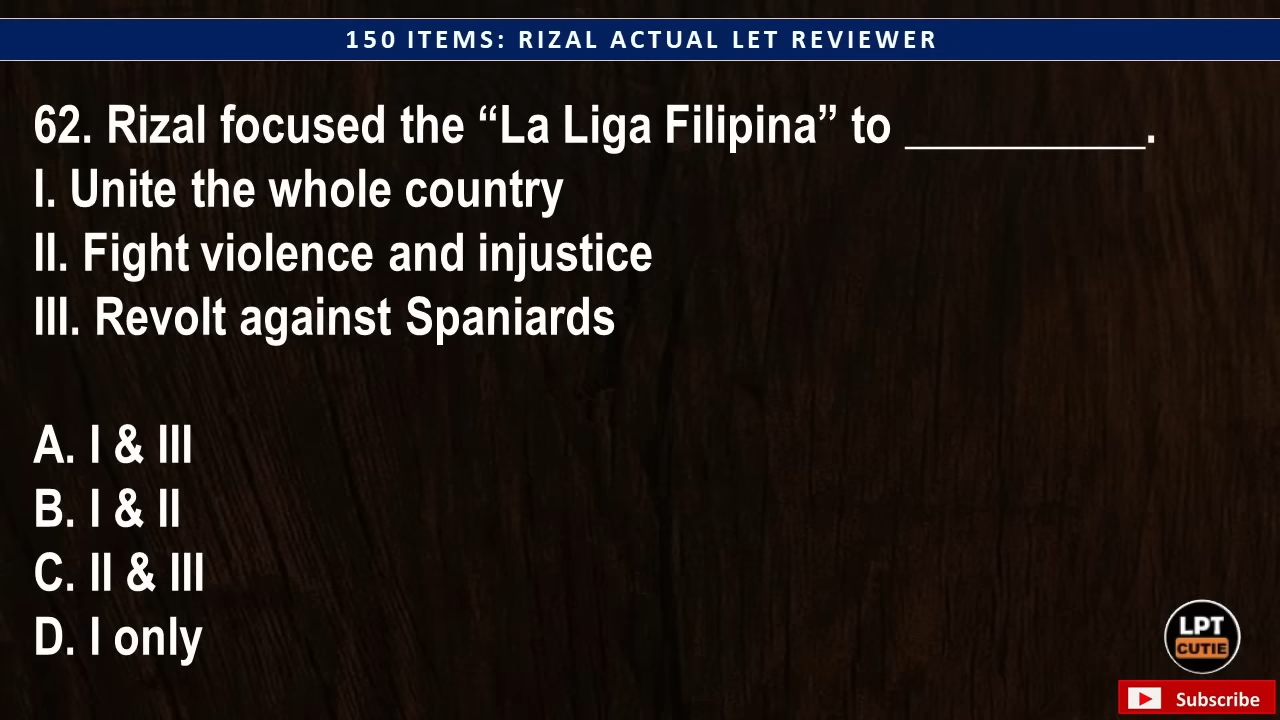 150 ITEMS: RIZAL ACTUAL LET REVIEWER
62. Rizal focused the “La Liga Filipina” to __________.
I. Unite the whole country
II. Fight violence and injustice
III. Revolt against Spaniards
A. I & III
B. I & II
C. II & III
D. I only
LPT
CUTIE
Subscribe